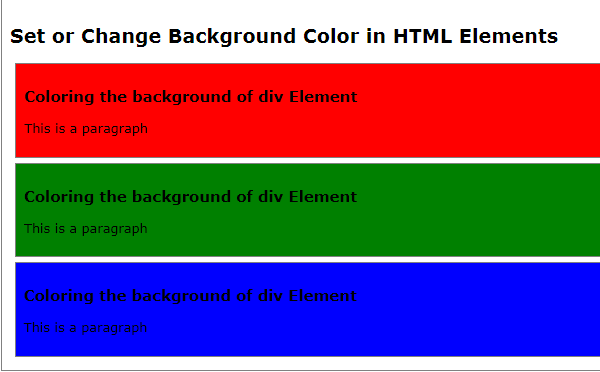 Set or Change Background Color in HTML Elements
Coloring the background of div Element
This is a paragraph
Coloring the background of div Element
This is a paragraph
Coloring the background of div Element
This is a paragraph